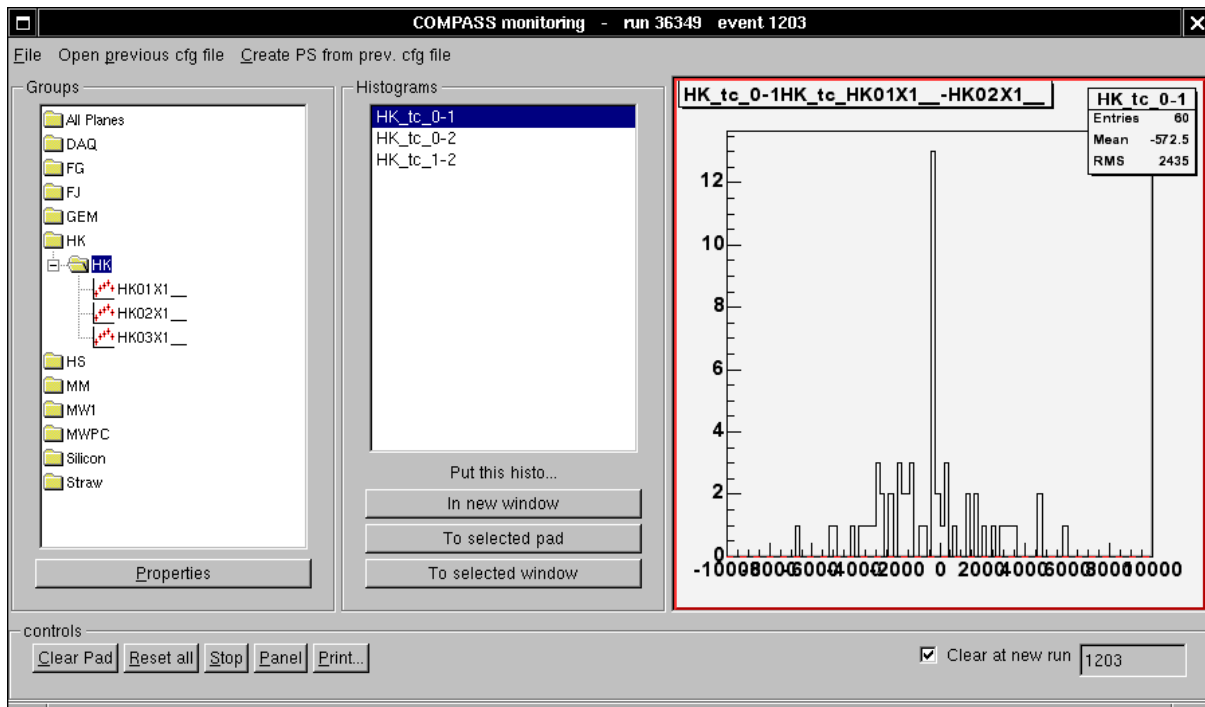 COMPASS monitoring - run 36349 event 1203
File Open previous cfg file Create PS from prev. cfg file
Groups
All Planes
DAQ
FG
FJ
GEM
HK
HK
HK01X1__
HK02X1__
HK03X1__
HS
MM
MW1
MWPC
Silicon
Straw
Properties
Histograms
HK_tc_0-1
HK_tc_0-2
HK_tc_1-2
Put this histo...
In new window
To selected pad
To selected window
HK_tc_0-1HK_tc_HK01X1__-HK02X1__
HK_tc_0-1
Entries 60
Mean -572.5
RMS 2435
12
10
8
6
4
2
0
-10000 -8000 -6000 -4000 -2000 0 2000 4000 6000 8000 10000
controls
Clear Pad Reset all Stop Panel Print... Clear at new run 1203